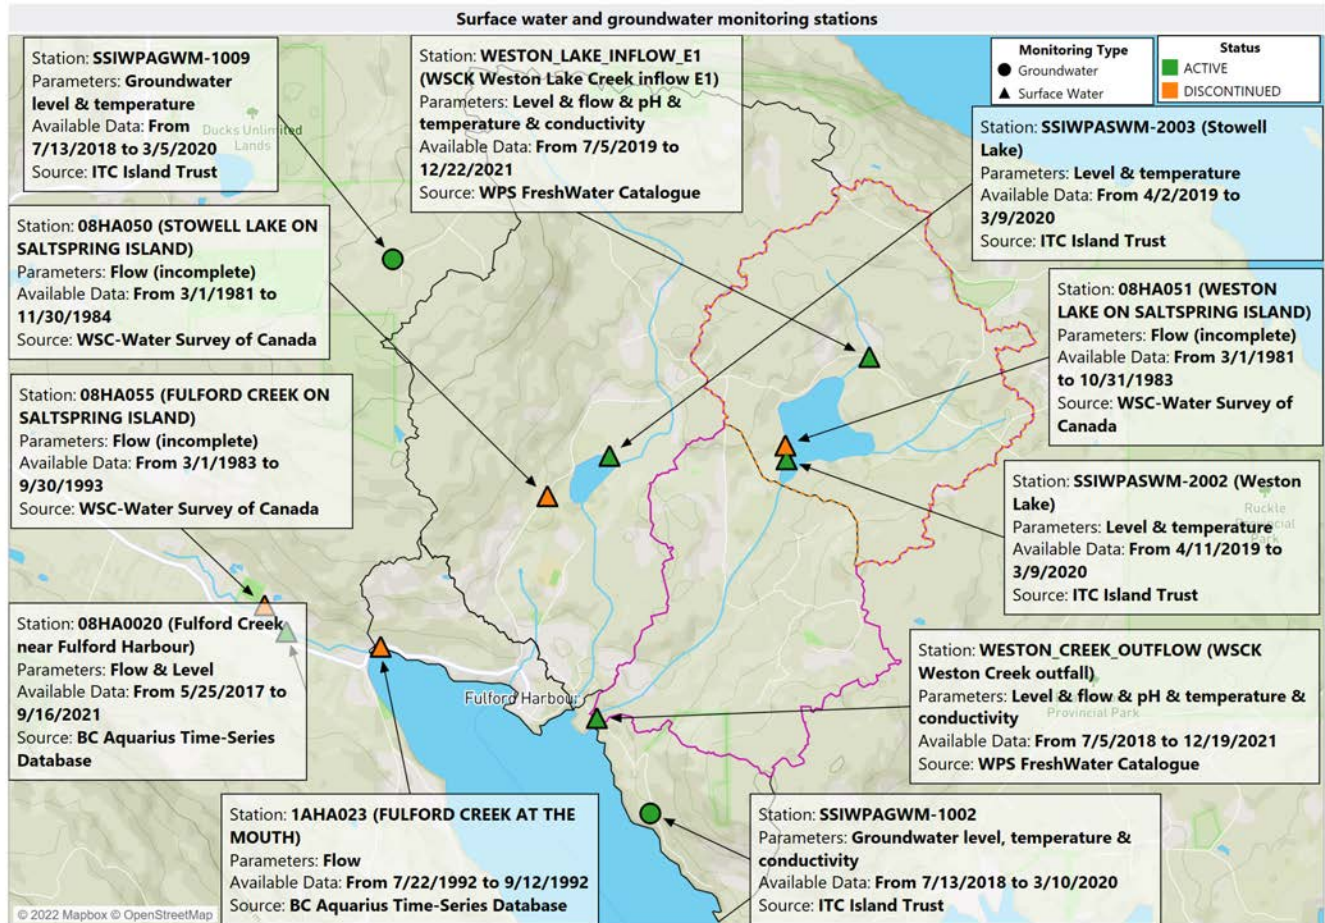 Surface water and groundwater monitoring stations
Station: SSIWPAGWM-1009
Parameters: Groundwater
level & temperature
Available Data: From
7/13/2018 to 3/5/2020
Source: ITC Island Trust
Ducks Unlimited
Lands
Station: WESTON_LAKE_INFLOW_E1
(WSCK Weston Lake Creek inflow E1)
Parameters: Level & flow & pH &
temperature & conductivity
Available Data: From 7/5/2019 to
12/22/2021
Source: WPS FreshWater Catalogue
Monitoring Type
Groundwater
Surface Water
Status
ACTIVE
DISCONTINUED
Station: SSIWPASWM-2003 (Stowell
Lake)
Parameters: Level & temperature
Available Data: From 4/2/2019 to
3/9/2020
Source: ITC Island Trust
Station: 08HA050 (STOWELL LAKE ON
SALTSPRING ISLAND)
Parameters: Flow (incomplete)
Available Data: From 3/1/1981 to
11/30/1984
Source: WSC-Water Survey of Canada
Station: 08HA051 (WESTON
LAKE ON SALTSPRING ISLAND)
Parameters: Flow (incomplete)
Available Data: From 3/1/1981
to 10/31/1983
Source: WSC-Water Survey of
Canada
Station: 08HA055 (FULFORD CREEK ON
SALTSPRING ISLAND)
Parameters: Flow (incomplete)
Available Data: From 3/1/1983 to
9/30/1993
Source: WSC-Water Survey of Canada
Station: SSIWPASWM-2002 (Weston
Lake)
Parameters: Level & temperature
Available Data: From 4/11/2019 to
3/9/2020
Source: ITC Island Trust
Ruckle
Provincial
Park
Station: 08HA0020 (Fulford Creek
near Fulford Harbour)
Parameters: Flow & Level
Available Data: From 5/25/2017 to
9/16/2021
Source: BC Aquarius Time-Series
Database
Fulford Harbour
Station: WESTON_CREEK_OUTFLOW (WSCK
Weston Creek outfall)
Parameters: Level & flow & pH & temperature &
conductivity
Provincial Park
Available Data: From 7/5/2018 to 12/19/2021
Source: WPS FreshWater Catalogue
Station: 1AHA023 (FULFORD CREEK AT THE
MOUTH)
Parameters: Flow
Available Data: From 7/22/1992 to 9/12/1992
Source: BC Aquarius Time-Series Database
Station: SSIWPAGWM-1002
Parameters: Groundwater level, temperature &
conductivity
Available Data: From 7/13/2018 to 3/10/2020
Source: ITC Island Trust
© 2022 Mapbox © OpenStreetMap